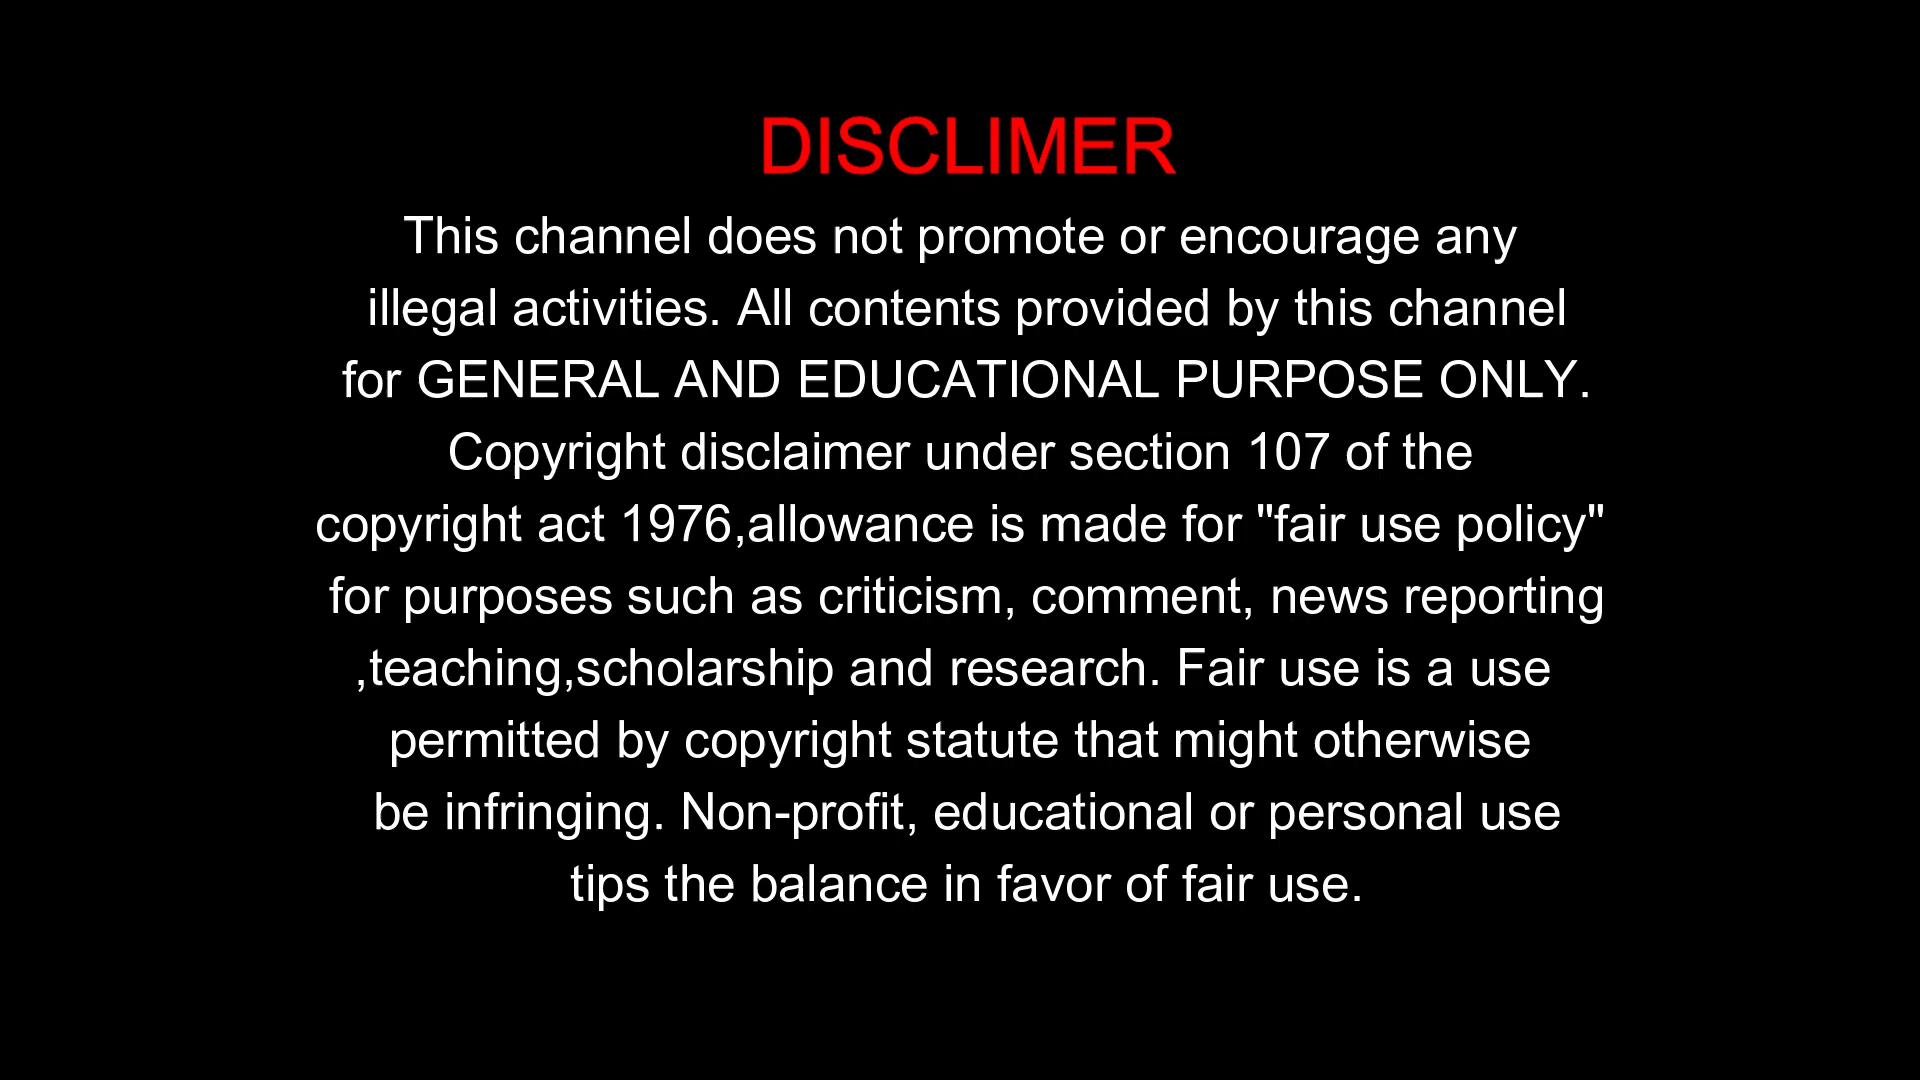 DISCLIMER
This channel does not promote or encourage any
illegal activities. All contents provided by this channel
for GENERAL AND EDUCATIONAL PURPOSE ONLY.
Copyright disclaimer under section 107 of the
copyright act 1976,allowance is made for "fair use policy"
for purposes such as criticism, comment, news reporting
,teaching,scholarship and research. Fair use is a use
permitted by copyright statute that might otherwise
be infringing. Non-profit, educational or personal use
tips the balance in favor of fair use.